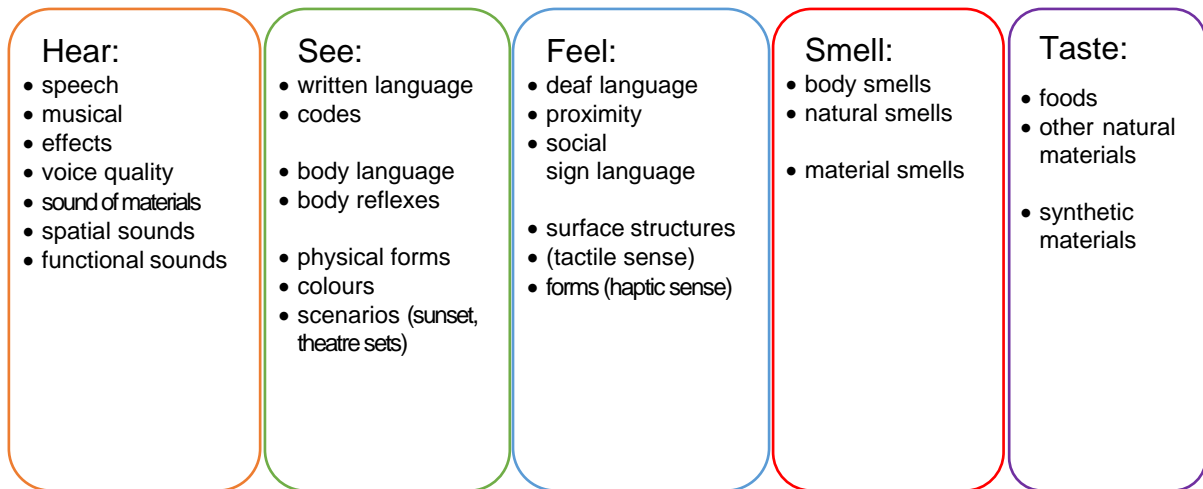 Hear:
• speech
• musical
• effects
• voice quality
• sound of materials
• spatial sounds
• functional sounds
See:
• written language
• codes
• body language
• body reflexes
• physical forms
• colours
• scenarios (sunset,
theatre sets)
Feel:
• deaf language
• proximity
• social
sign language
• surface structures
• (tactile sense)
• forms (haptic sense)
Smell:
• body smells
• natural smells
• material smells
Taste:
• foods
• other natural
materials
• synthetic
materials